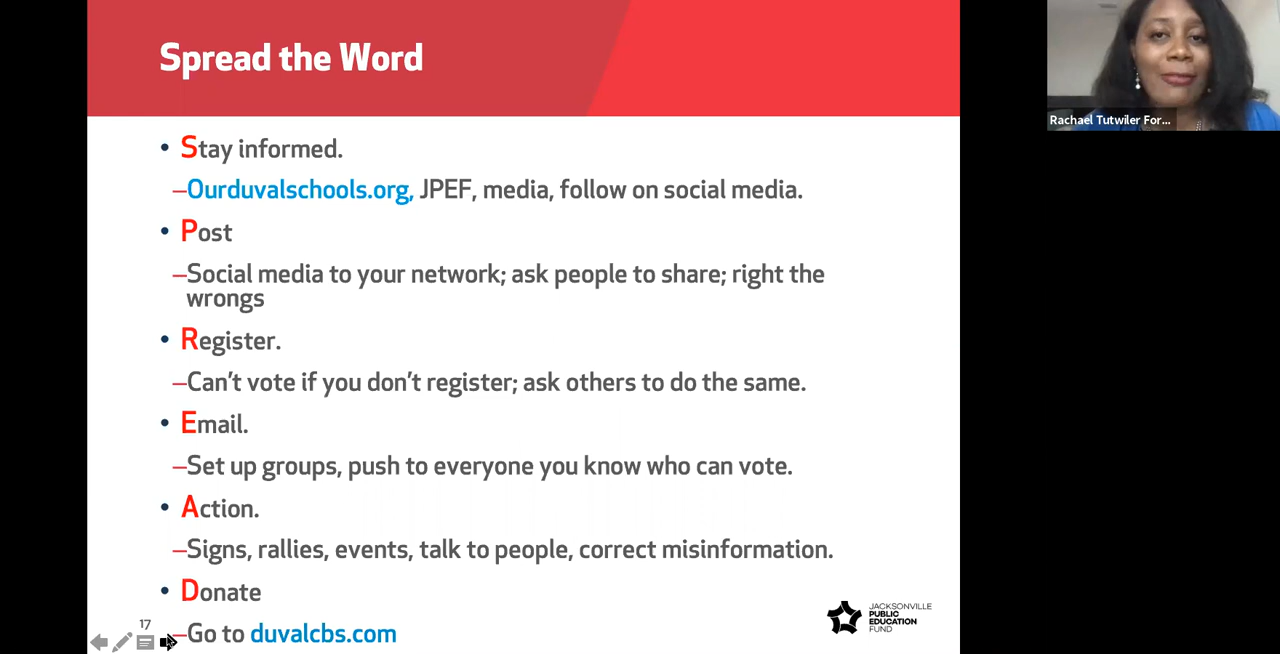 Spread the Word
Rachael Tutwiler For...
• Stay informed.
–Ourduvalschools.org, JPEF, media, follow on social media.
• Post
–Social media to your network; ask people to share; right the
wrongs
• Register.
–Can't vote if you don't register; ask others to do the same.
• Email.
–Set up groups, push to everyone you know who can vote.
• Action.
–Signs, rallies, events, talk to people, correct misinformation.
• Donate
–Go to duvalcbs.com
17
JACKSONVILLE
PUBLIC
EDUCATION
FUND